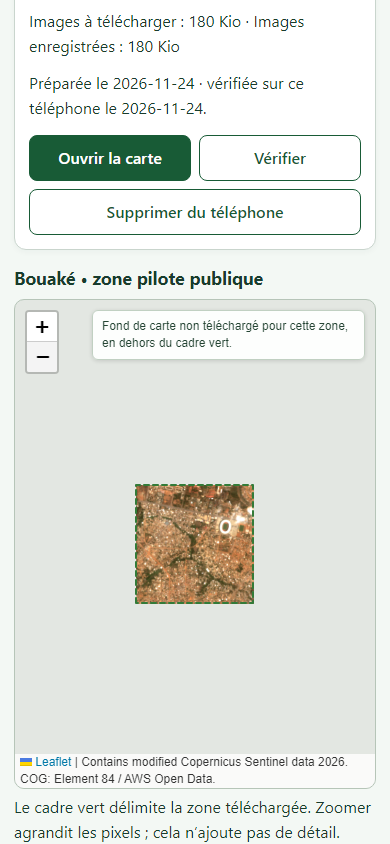 Images à télécharger : 180 Kio · Images
enregistrées : 180 Kio
Préparée le 2026-11-24 · vérifiée sur ce
téléphone le 2026-11-24.
Ouvrir la carte
Vérifier
Supprimer du téléphone
Bouaké • zone pilote publique
+
−
Fond de carte non téléchargé pour cette zone,
en dehors du cadre vert.
Leaflet | Contains modified Copernicus Sentinel data 2026.
COG: Element 84 / AWS Open Data.
Le cadre vert délimite la zone téléchargée. Zoomer
agrandit les pixels ; cela n’ajoute pas de détail.